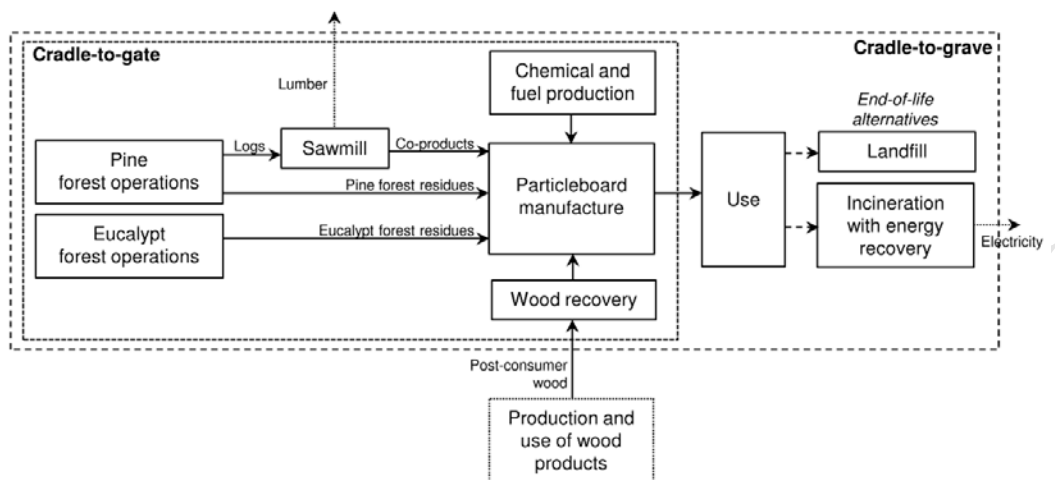 Cradle-to-gate
Cradle-to-grave
Lumber
Chemical and
fuel production
End-of-life
alternatives
Logs
Sawmill
Co-products
Landfill
Pine
forest operations
Pine forest residues
Particleboard
manufacture
Use
Incineration
with energy
recovery
Electricity
Eucalypt
forest operations
Eucalypt forest residues
Wood recovery
Post-consumer
wood
Production and
use of wood
products